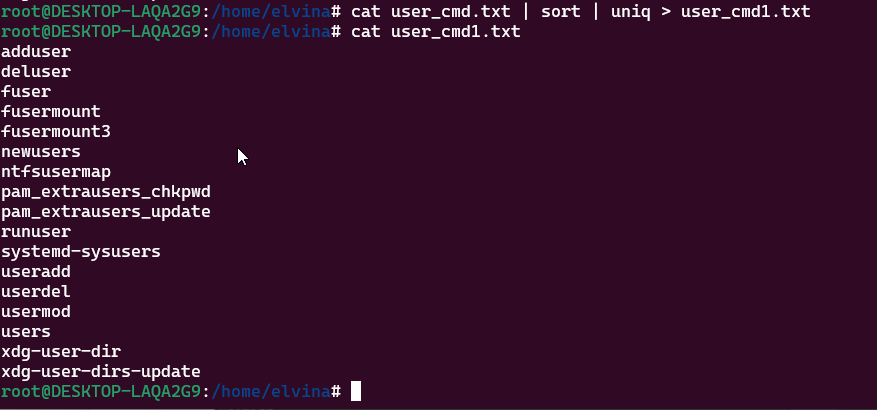 root@DESKTOP-LAQA2G9:/home/elvina# cat user_cmd.txt | sort | uniq > user_cmd1.txt
root@DESKTOP-LAQA2G9:/home/elvina# cat user_cmd1.txt
adduser
deluser
fuser
fusermount
fusermount3
newusers
ntfsusermap
pam_extrausers_chkpwd
pam_extrausers_update
runuser
systemd-sysusers
useradd
userdel
usermod
users
xdg-user-dir
xdg-user-dirs-update
root@DESKTOP-LAQA2G9:/home/elvina#